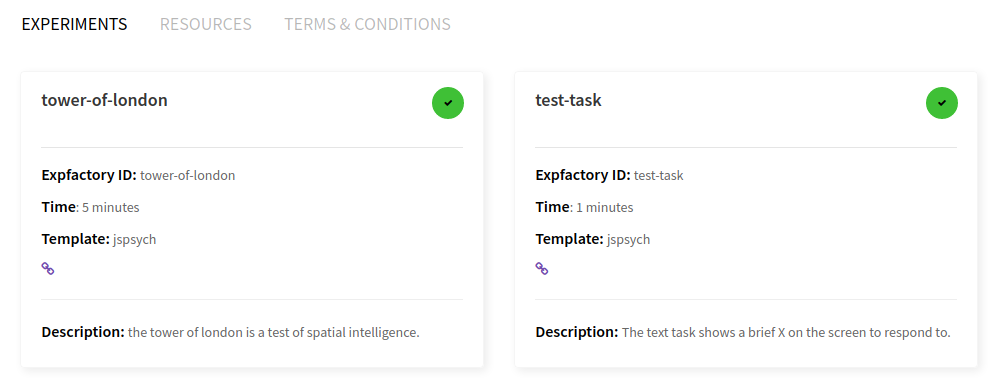 EXPERIMENTS RESOURCES TERMS & CONDITIONS
tower-of-london
Expfactory ID: tower-of-london
Time: 5 minutes
Template: jspsych
Description: the tower of london is a test of spatial intelligence.
test-task
Expfactory ID: test-task
Time: 1 minutes
Template: jspsych
Description: The text task shows a brief X on the screen to respond to.